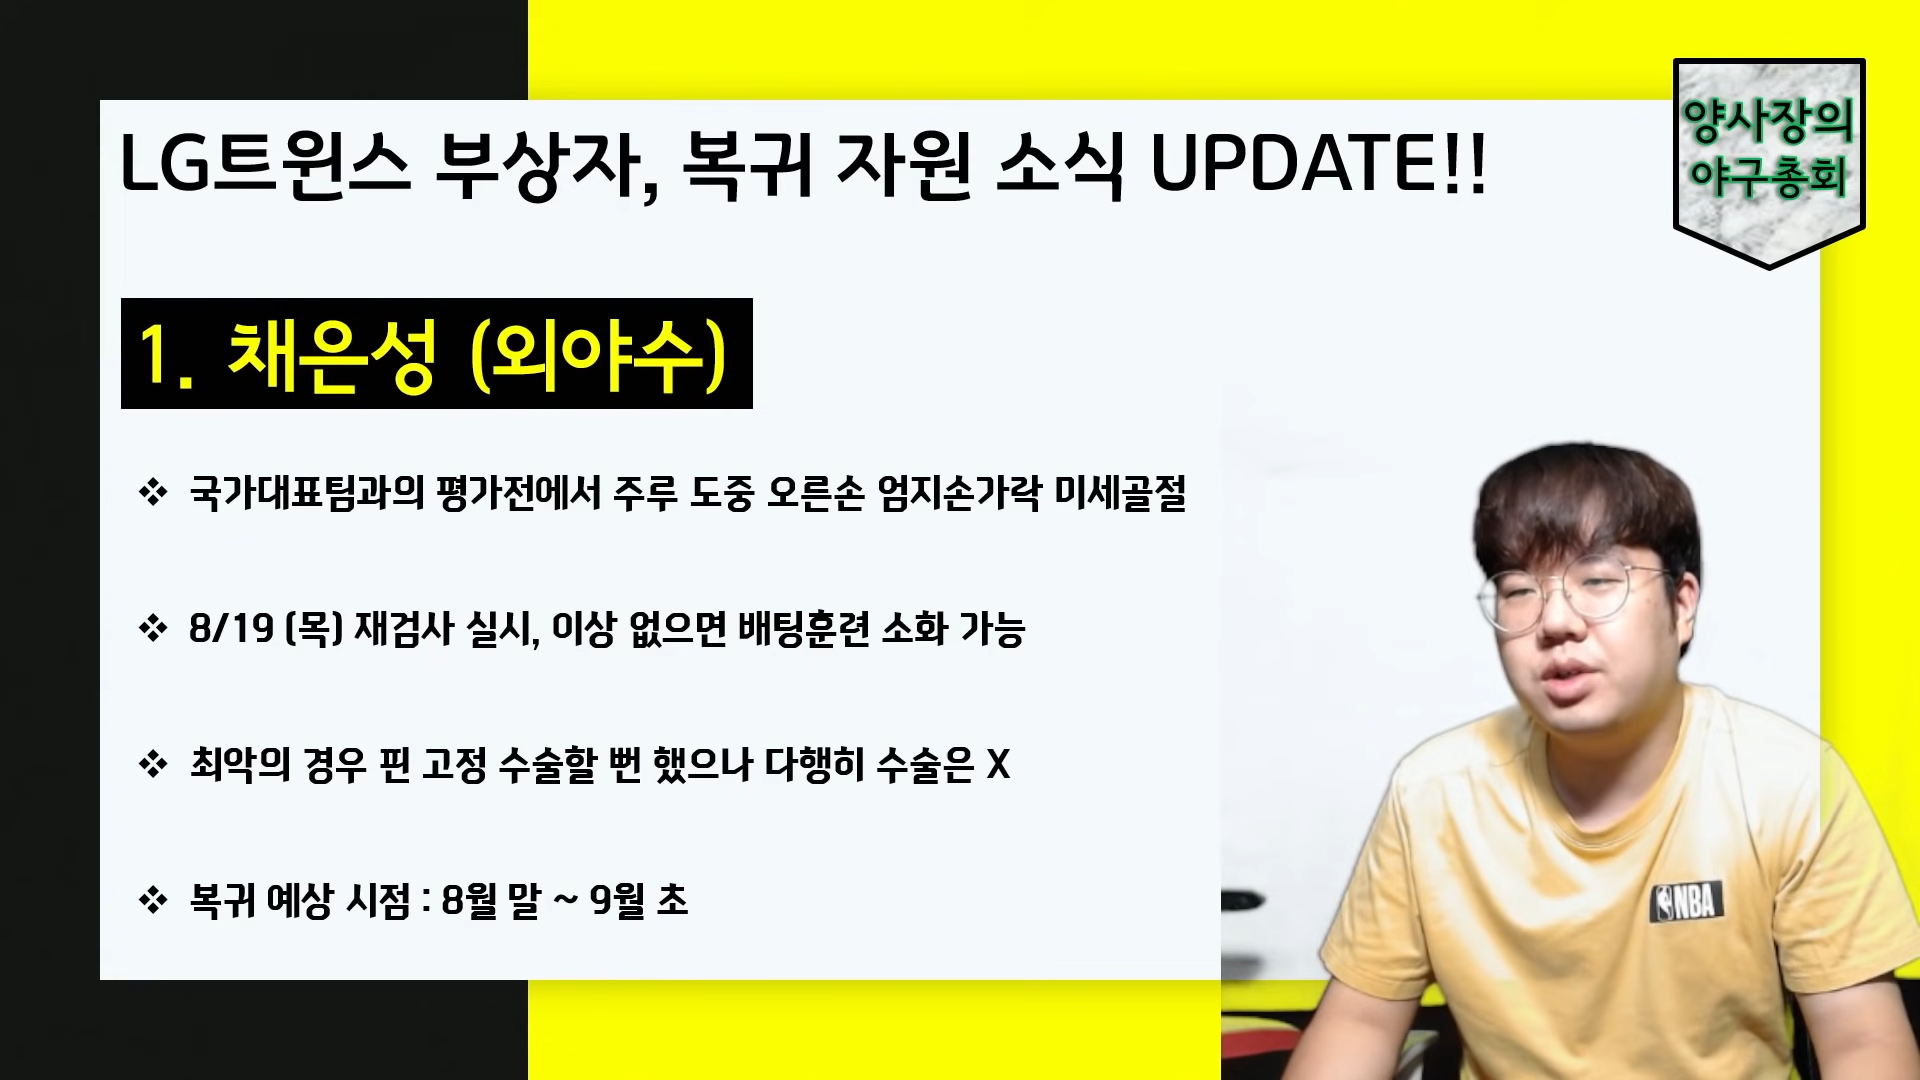 LG트윈스 부상자, 복귀 자원 소식 UPDATE!!
양사장의
야구총회
1. 채은성 (외야수)
❖ 국가대표팀과의 평가전에서 주루 도중 오른손 엄지손가락 미세골절
❖ 8/19 (목) 재검사 실시, 이상 없으면 배팅훈련 소화 가능
❖ 최악의 경우 핀 고정 수술할 뻔 했으나 다행히 수술은 X
❖ 복귀 예상 시점 : 8월 말 ~ 9월 초
NBA